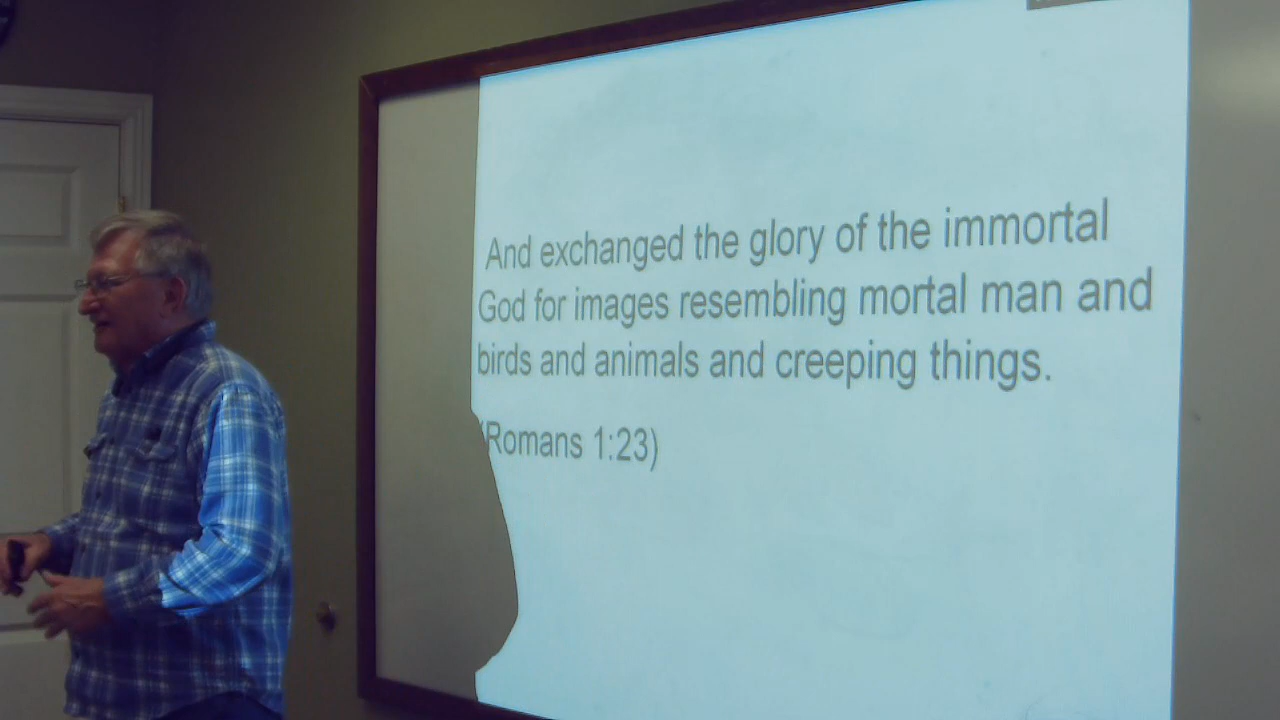 And exchanged the glory of the immortal
God for images resembling mortal man and
birds and animals and creeping things.
(Romans 1:23)